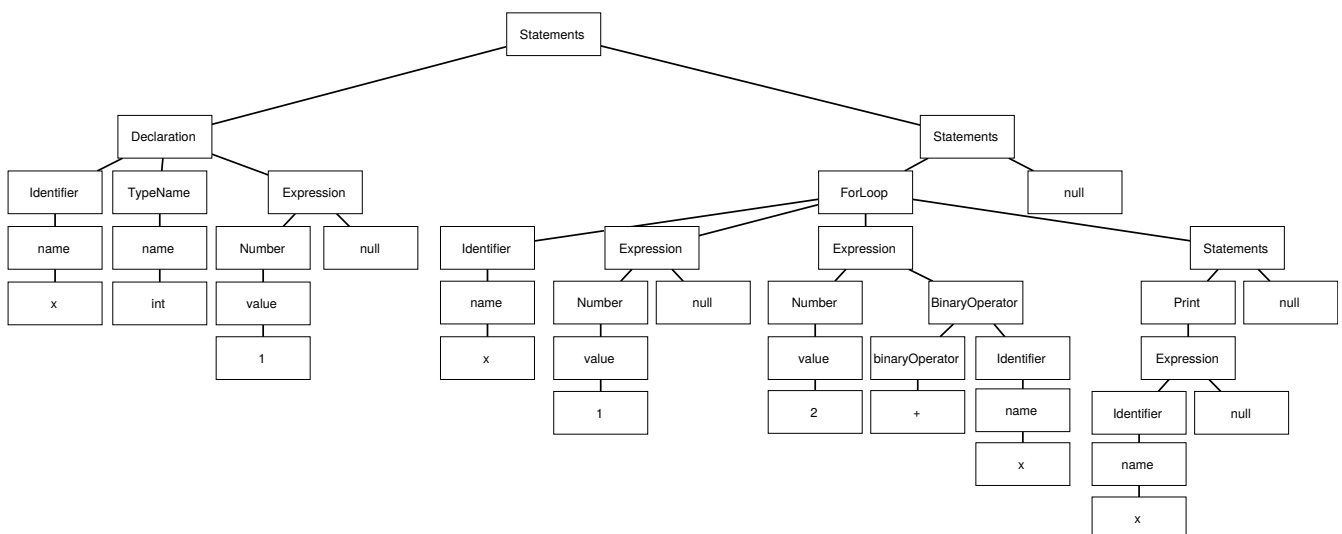 Statements
Declaration Statements
Identifier TypeName Expression ForLoop null
name name Number null Identifier Expression Expression Statements
x int value name Number null Number BinaryOperator Print null
1 x value value binaryOperator Identifier Expression
1 2 + name Identifier null
x name
x